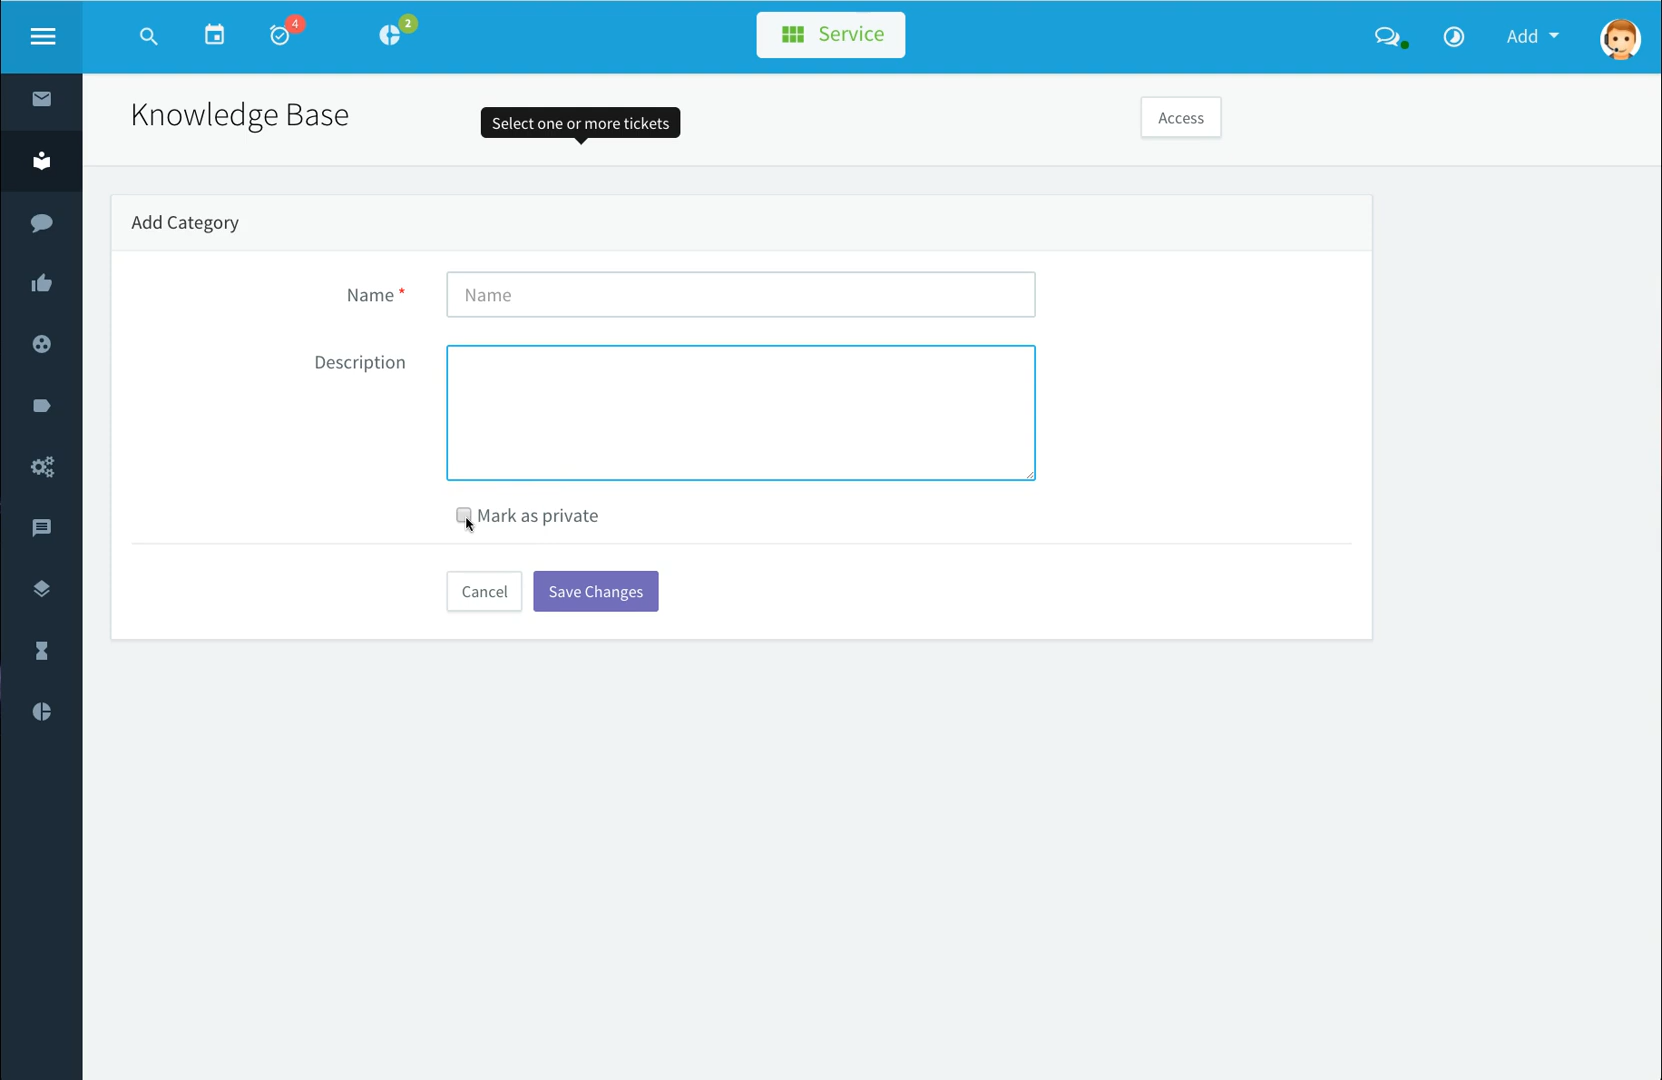 4
2
Service
Add
Knowledge Base
Select one or more tickets
Access
Add Category
Name *
Name
Description
Mark as private
Cancel
Save Changes